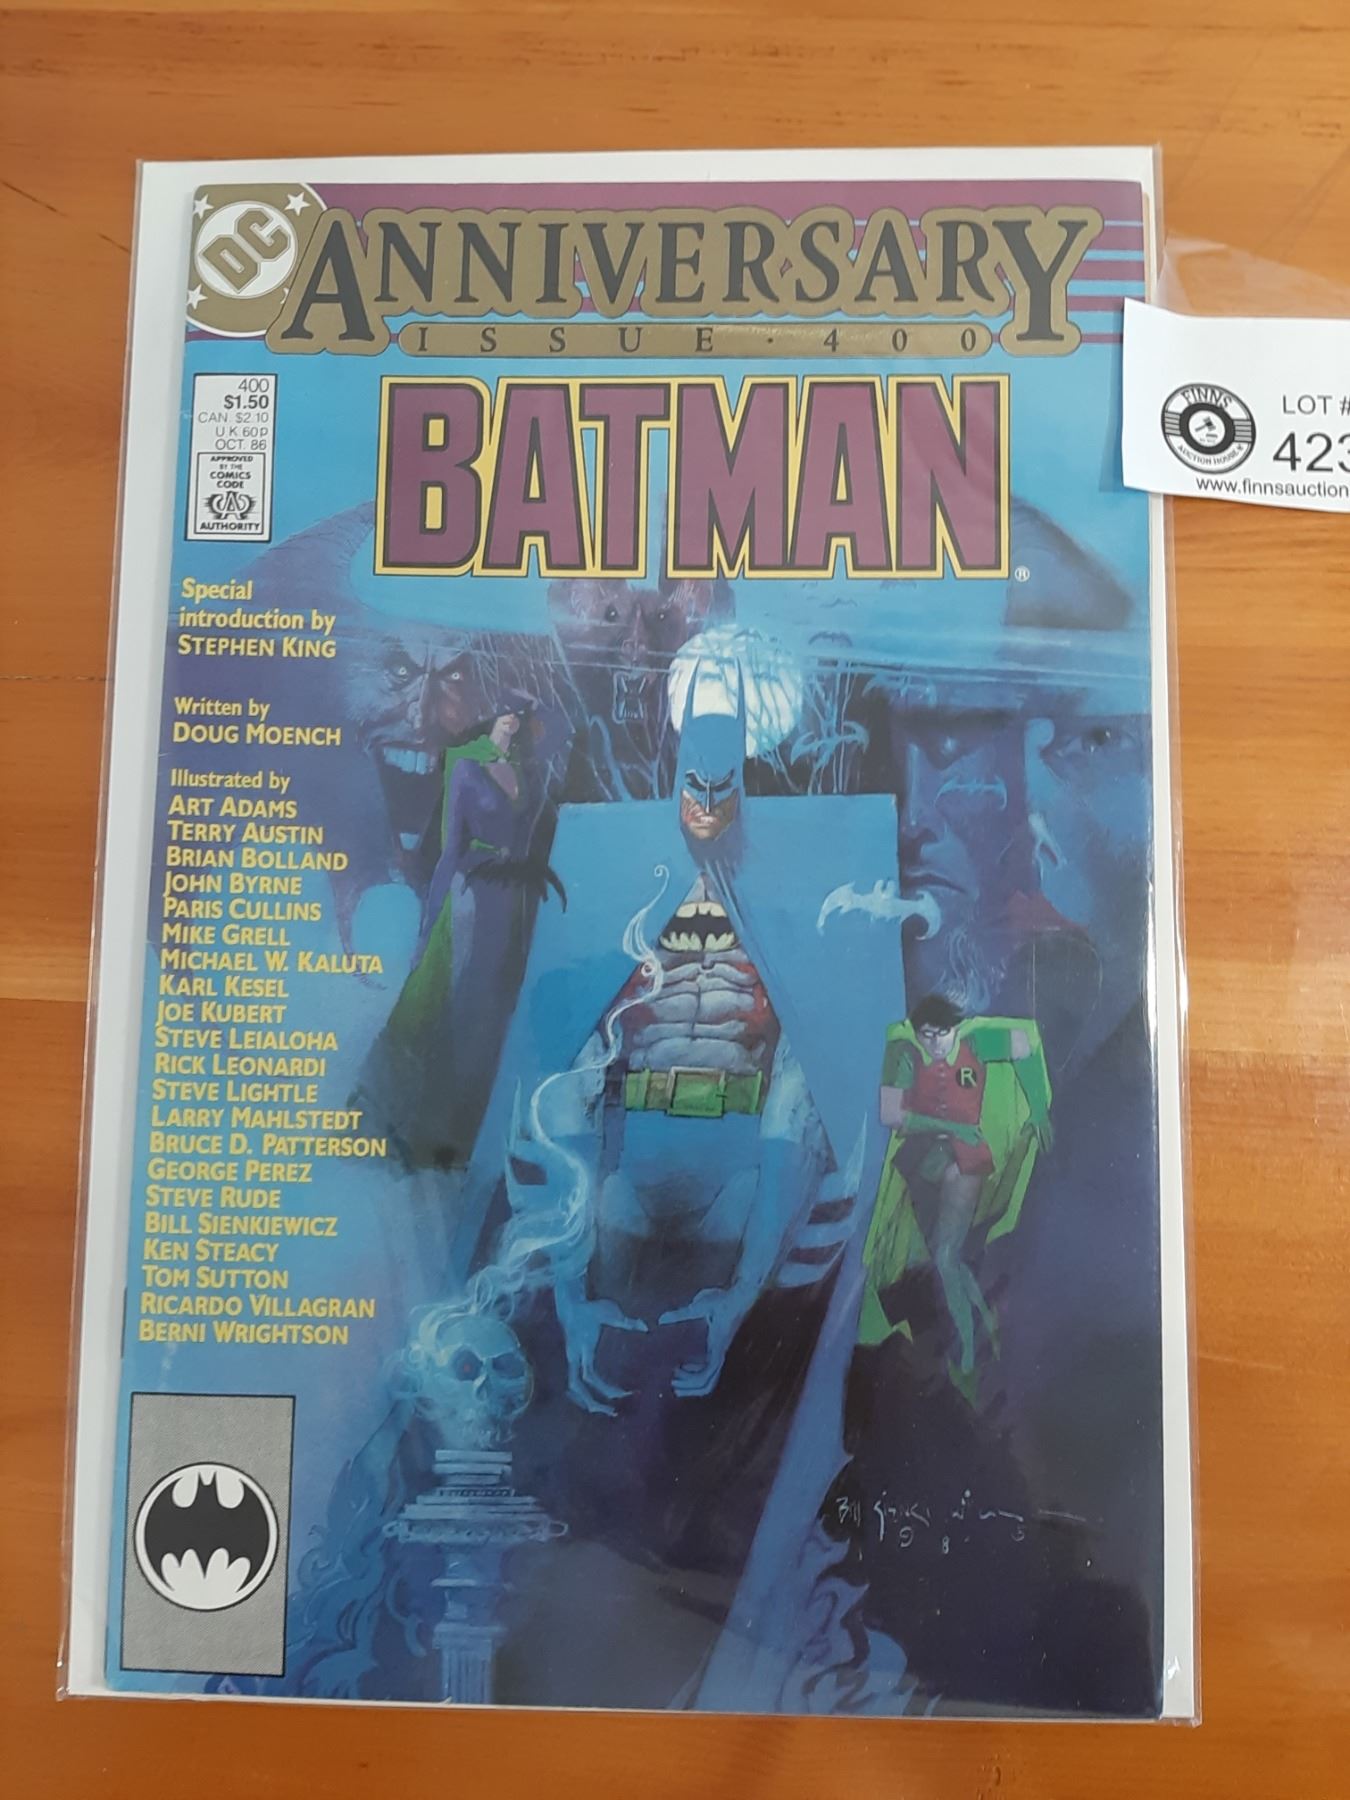 DC
ANNIVERSARY
ISSUE · 400
400
$1.50
CAN. $2.10
U.K 60p
OCT. 86
APPROVED
BY THE
COMICS
CODE
CA
AUTHORITY
BATMAN
®
Special
introduction by
STEPHEN KING
Written by
DOUG MOENCH
Illustrated by
ART ADAMS
TERRY AUSTIN
BRIAN BOLLAND
JOHN BYRNE
PARIS CULLINS
MIKE GRELL
MICHAEL W. KALUTA
KARL KESEL
JOE KUBERT
STEVE LEIALOHA
RICK LEONARDI
STEVE LIGHTLE
LARRY MAHLSTEDT
BRUCE D. PATTERSON
GEORGE PEREZ
STEVE RUDE
BILL SIENKIEWICZ
KEN STEACY
TOM SUTTON
RICARDO VILLAGRAN
BERNI WRIGHTSON
R
FINNS
AUCTION HOUSE
LOT #
423
www.finnsauction